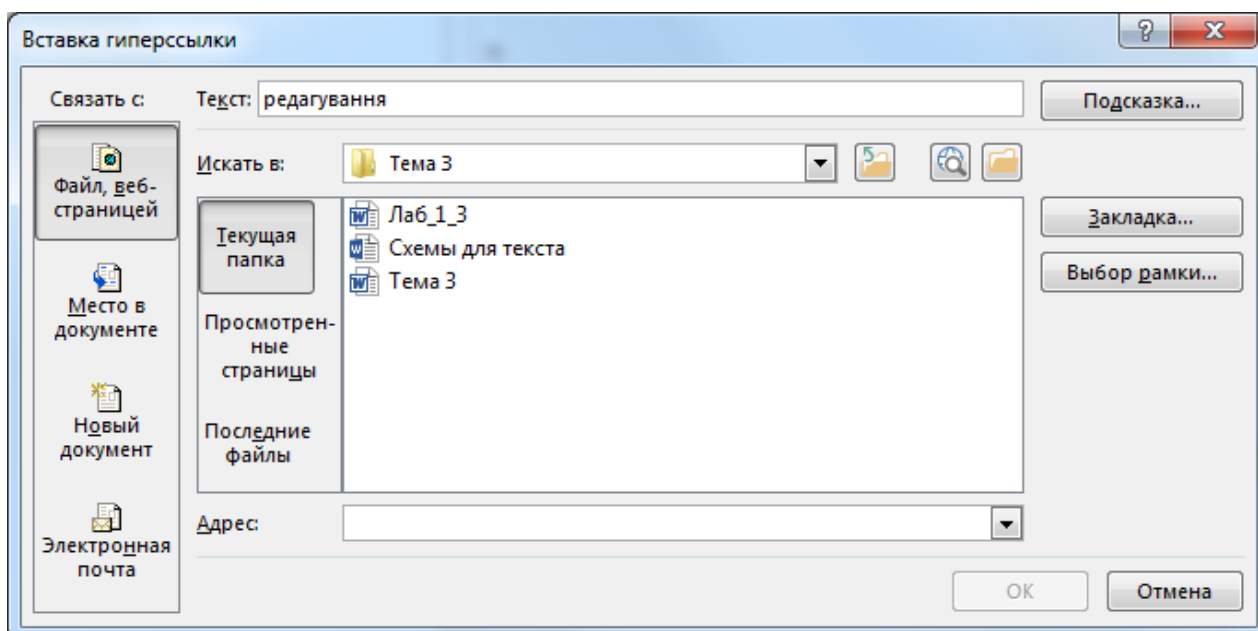 Вставка гиперссылки
Связать с:
Текст: редагування
Подсказка...
Файл, веб-
страницей
Искать в:
Тема 3
Текущая
папка
Лаб_1_3
Схемы для текста
Тема 3
Закладка...
Выбор рамки...
Место в
документе
Просмотрен-
ные
страницы
Новый
документ
Последние
файлы
Электронная
почта
Адрес:
ОК
Отмена